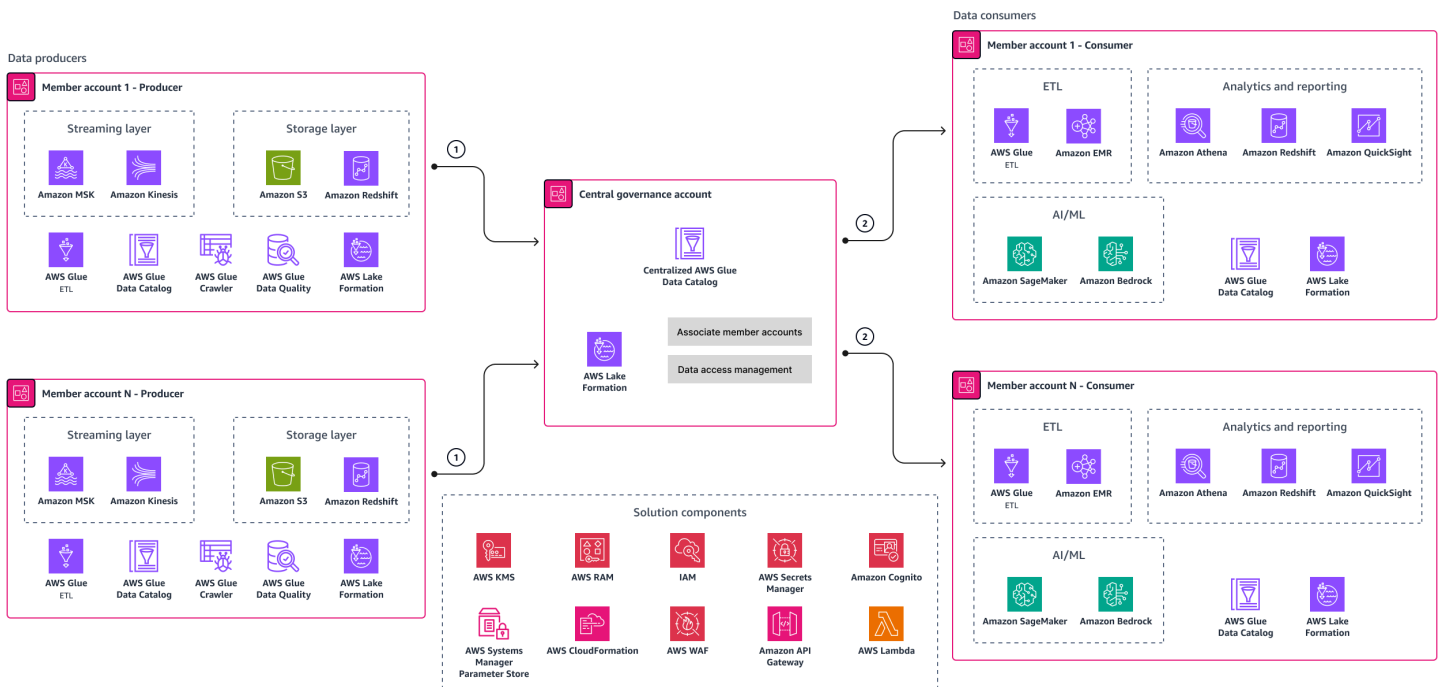 Data producers
Member account 1 - Producer
Streaming layer
Amazon MSK
Amazon Kinesis
Storage layer
Amazon S3
Amazon Redshift
AWS Glue
ETL
AWS Glue
Data Catalog
AWS Glue
Crawler
AWS Glue
Data Quality
AWS Lake
Formation
1
Member account N - Producer
Streaming layer
Amazon MSK
Amazon Kinesis
Storage layer
Amazon S3
Amazon Redshift
AWS Glue
ETL
AWS Glue
Data Catalog
AWS Glue
Crawler
AWS Glue
Data Quality
AWS Lake
Formation
1
Central governance account
Centralized AWS Glue
Data Catalog
AWS Lake
Formation
Associate member accounts
Data access management
2
2
Solution components
AWS KMS
AWS RAM
IAM
AWS Secrets
Manager
Amazon Cognito
AWS Systems
Manager
Parameter Store
AWS CloudFormation
AWS WAF
Amazon API
Gateway
AWS Lambda
Data consumers
Member account 1 - Consumer
ETL
AWS Glue
ETL
Amazon EMR
Analytics and reporting
Amazon Athena
Amazon Redshift
Amazon QuickSight
AI/ML
Amazon SageMaker
Amazon Bedrock
AWS Glue
Data Catalog
AWS Lake
Formation
Member account N - Consumer
ETL
AWS Glue
ETL
Amazon EMR
Analytics and reporting
Amazon Athena
Amazon Redshift
Amazon QuickSight
AI/ML
Amazon SageMaker
Amazon Bedrock
AWS Glue
Data Catalog
AWS Lake
Formation